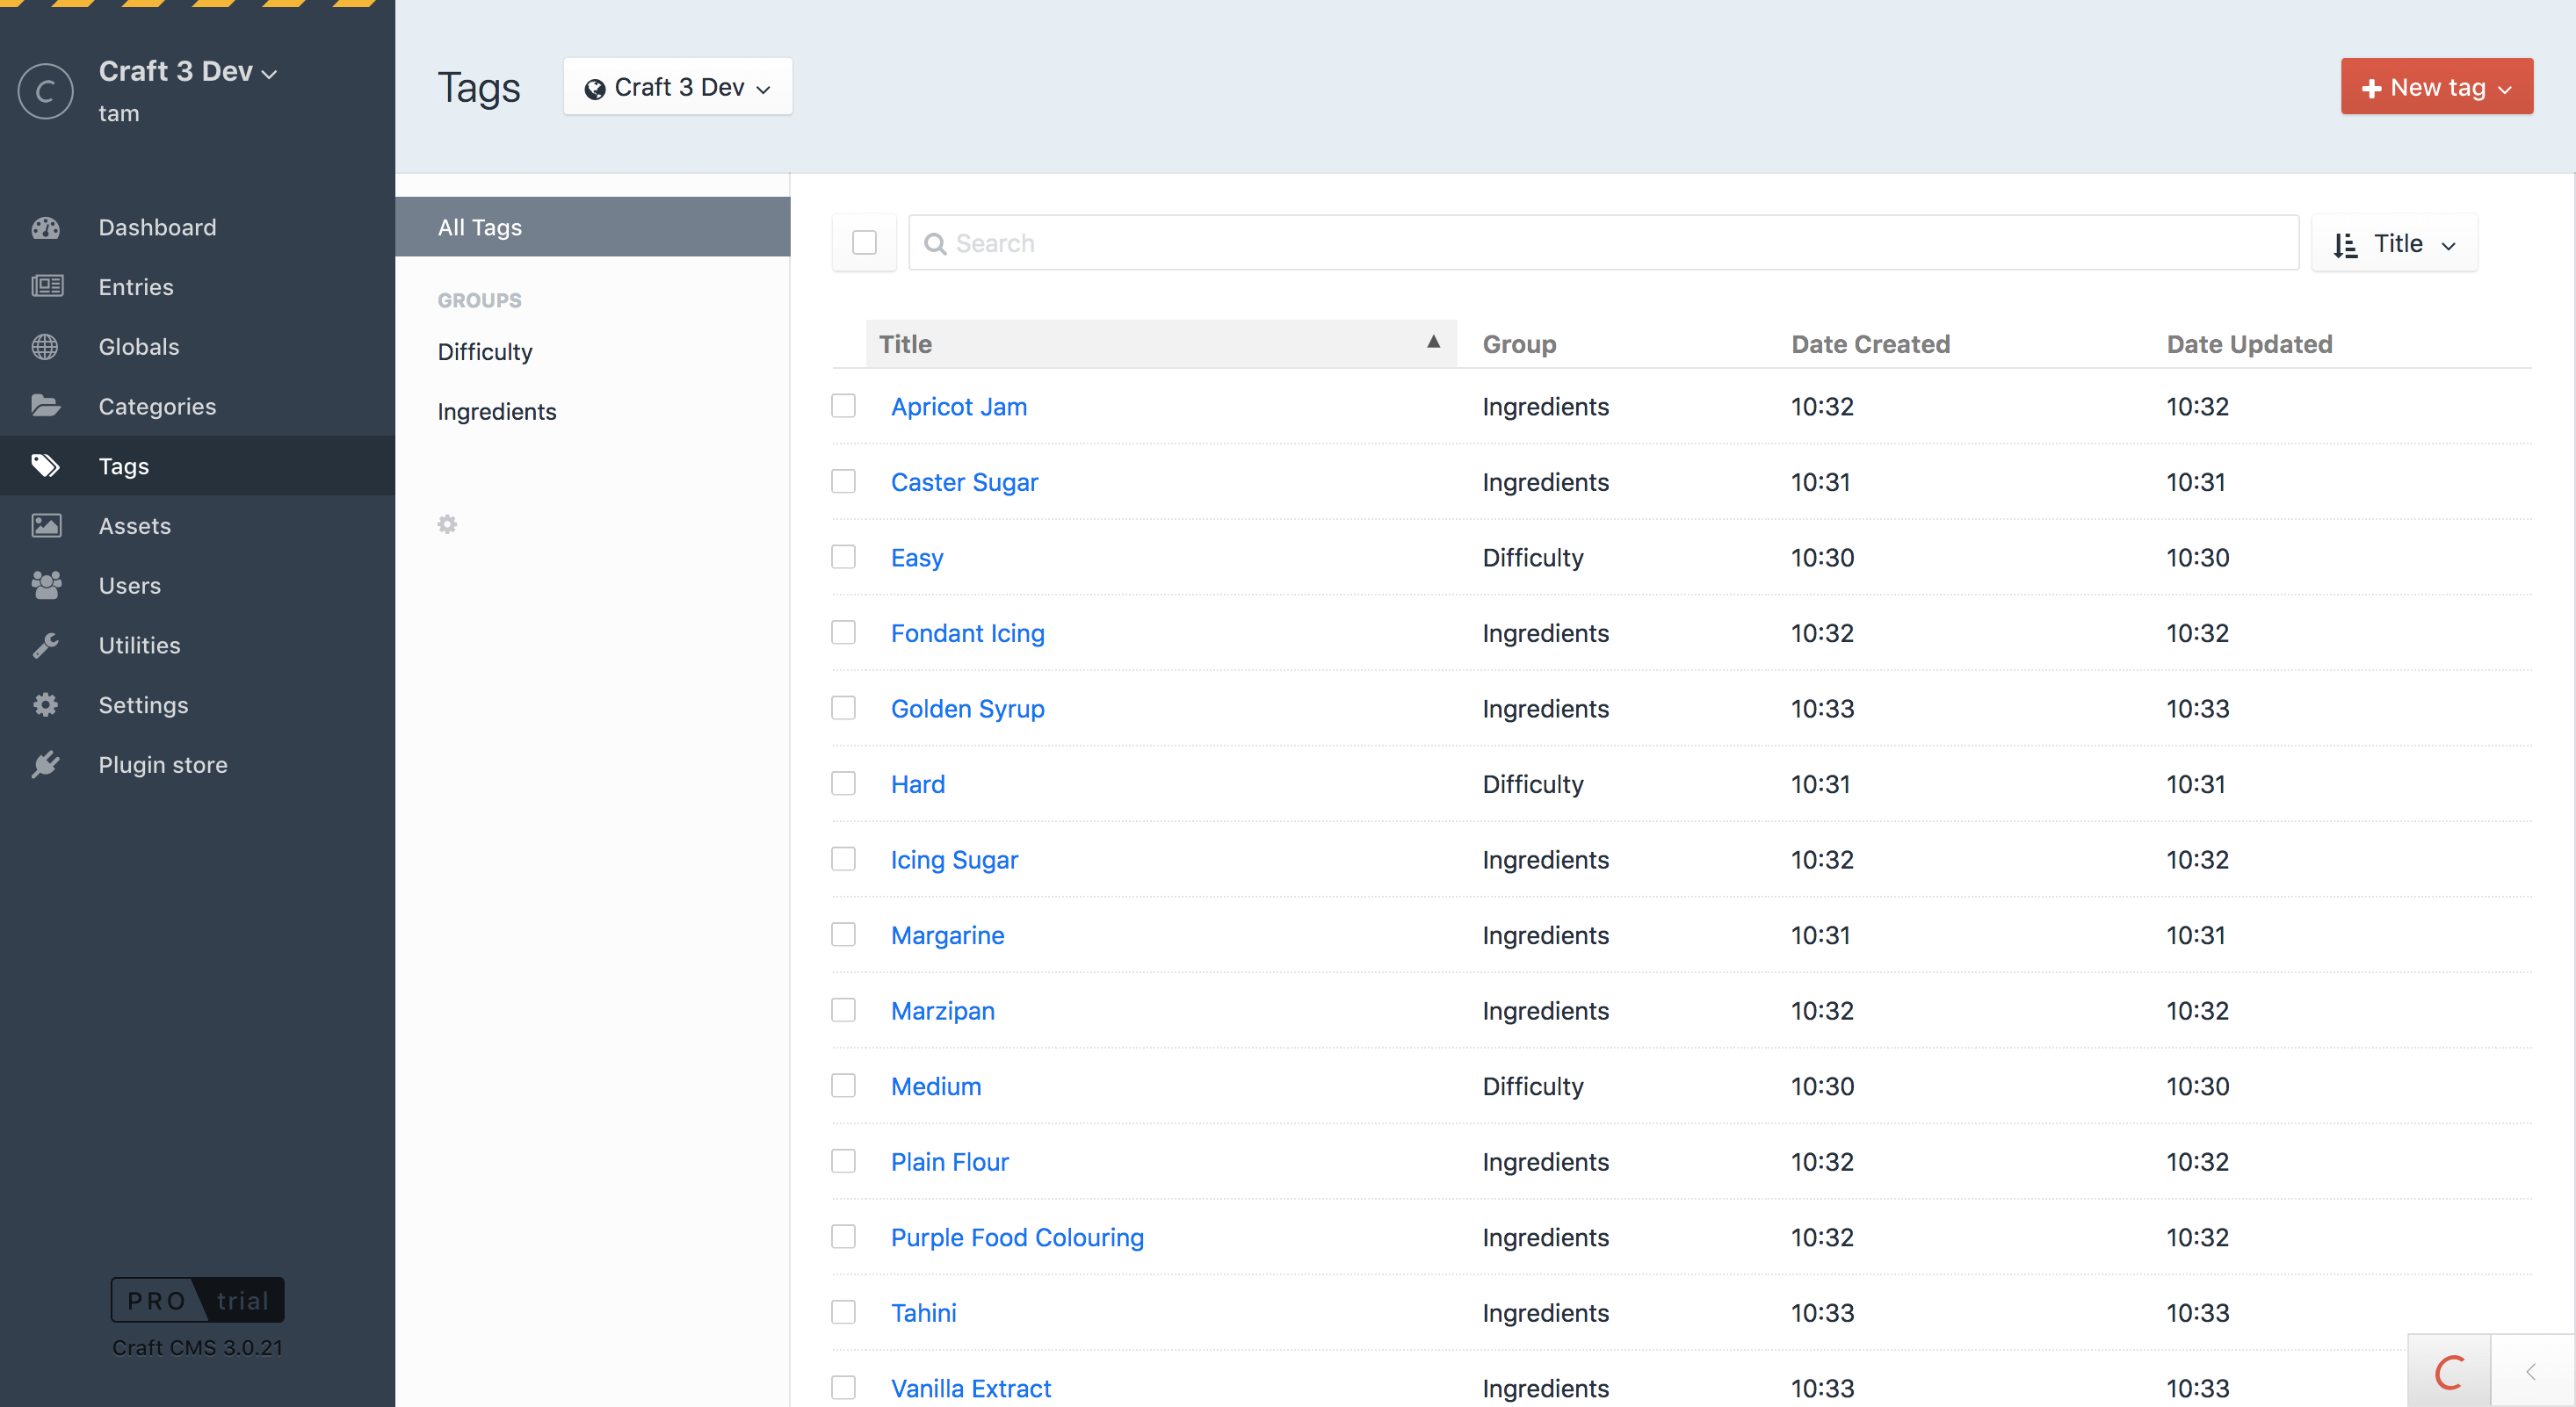 C
Craft 3 Dev
tam
Dashboard
Entries
Globals
Categories
Tags
Assets
Users
Utilities
Settings
Plugin store
PRO trial
Craft CMS 3.0.21
Tags
Craft 3 Dev
New tag
All Tags
GROUPS
Difficulty
Ingredients
Search
Title
Title Group Date Created Date Updated
Apricot Jam Ingredients 10:32 10:32
Caster Sugar Ingredients 10:31 10:31
Easy Difficulty 10:30 10:30
Fondant Icing Ingredients 10:32 10:32
Golden Syrup Ingredients 10:33 10:33
Hard Difficulty 10:31 10:31
Icing Sugar Ingredients 10:32 10:32
Margarine Ingredients 10:31 10:31
Marzipan Ingredients 10:32 10:32
Medium Difficulty 10:30 10:30
Plain Flour Ingredients 10:32 10:32
Purple Food Colouring Ingredients 10:32 10:32
Tahini Ingredients 10:33 10:33
Vanilla Extract Ingredients 10:33 10:33